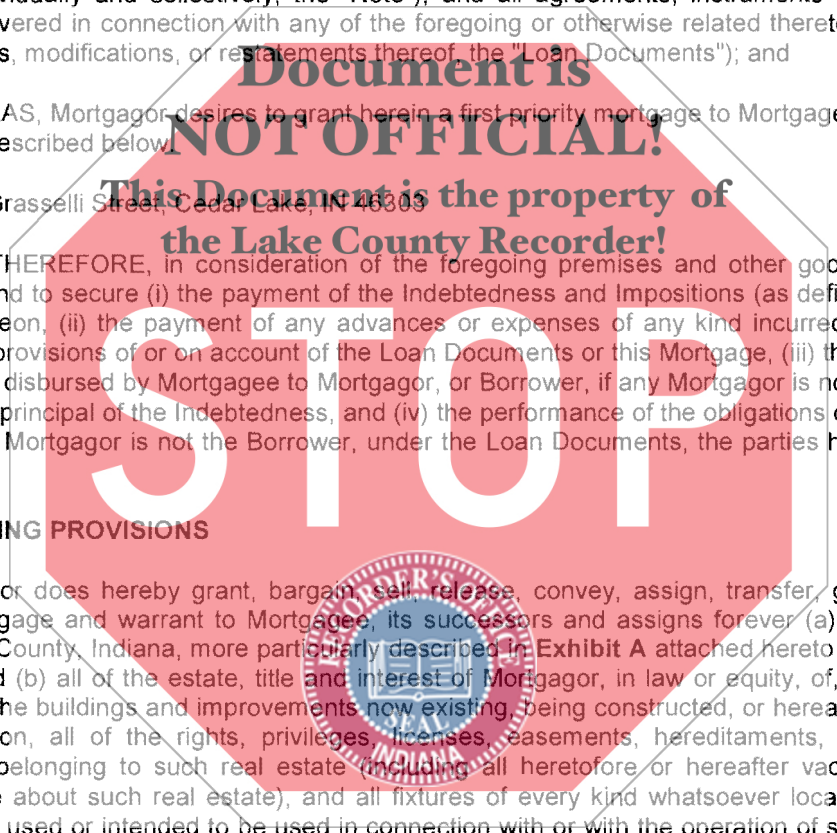 vidually and collectively, the "Note"), and all agreements, instruments
vered in connection with any of the foregoing or otherwise related theret
s, modifications, or restatements thereof, the "Loan Documents"); and
Document is
AS, Mortgagor desires to grant herein a first priority mortgage to Mortgag
NOT OFFICIAL!
escribed below.
This Document is the property of
Grasselli Street, Cedar Lake, IN 46303
the Lake County Recorder!
THEREFORE, in consideration of the foregoing premises and other goo
nd to secure (i) the payment of the Indebtedness and Impositions (as defi
eon, (ii) the payment of any advances or expenses of any kind incurred
provisions of or on account of the Loan Documents or this Mortgage, (iii) th
disbursed by Mortgagee to Mortgagor, or Borrower, if any Mortgagor is no
principal of the Indebtedness, and (iv) the performance of the obligations
Mortgagor is not the Borrower, under the Loan Documents, the parties h
STOP
ING PROVISIONS
or does hereby grant, bargain, sell, release, convey, assign, transfer, g
gage and warrant to Mortgagee, its successors and assigns forever (a)
County, Indiana, more particularly described in Exhibit A attached hereto
d (b) all of the estate, title and interest of Mortgagor, in law or equity, of,
he buildings and improvements now existing, being constructed, or herea
on, all of the rights, privileges, licenses, easements, hereditaments,
belonging to such real estate (including all heretofore or hereafter vac
e about such real estate), and all fixtures of every kind whatsoever loca
used or intended to be used in connection with or with the operation of s
RECORDER'S OFFICE
SEAL
INDIANA